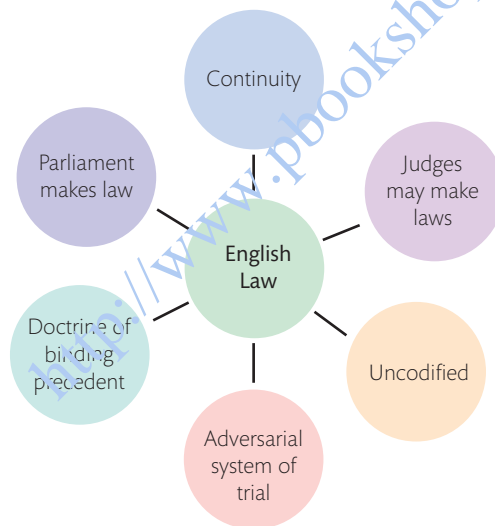 Continuity
Parliament
makes law
Judges
may make
laws
English
Law
Doctrine of
binding
precedent
Uncodified
Adversarial
system of
trial
http://www.pbookshop